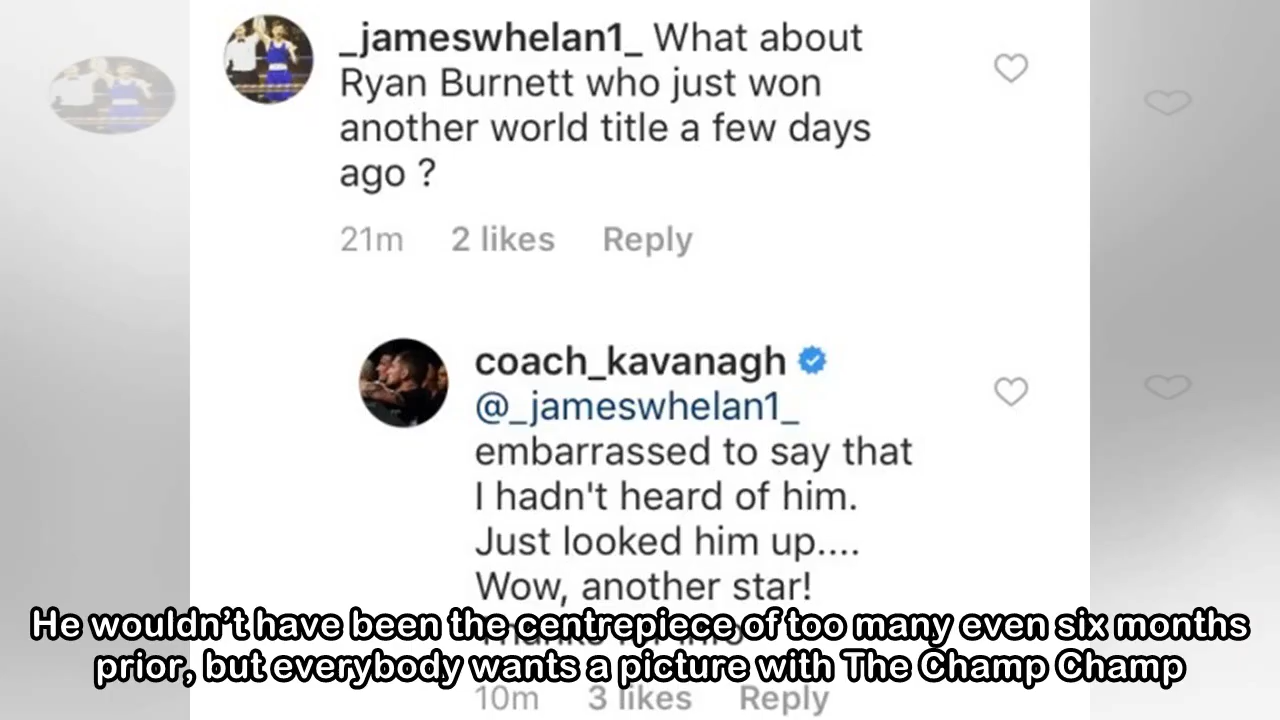 _jameswhelan1_ What about
Ryan Burnett who just won
another world title a few days
ago ?
21m 2 likes Reply
coach_kavanagh
@_jameswhelan1_
embarrassed to say that
I hadn't heard of him.
Just looked him up....
Wow, another star!
He wouldn't have been the centrepiece of too many even six months
prior, but everybody wants a picture with The Champ Champ
10m 3 likes Reply